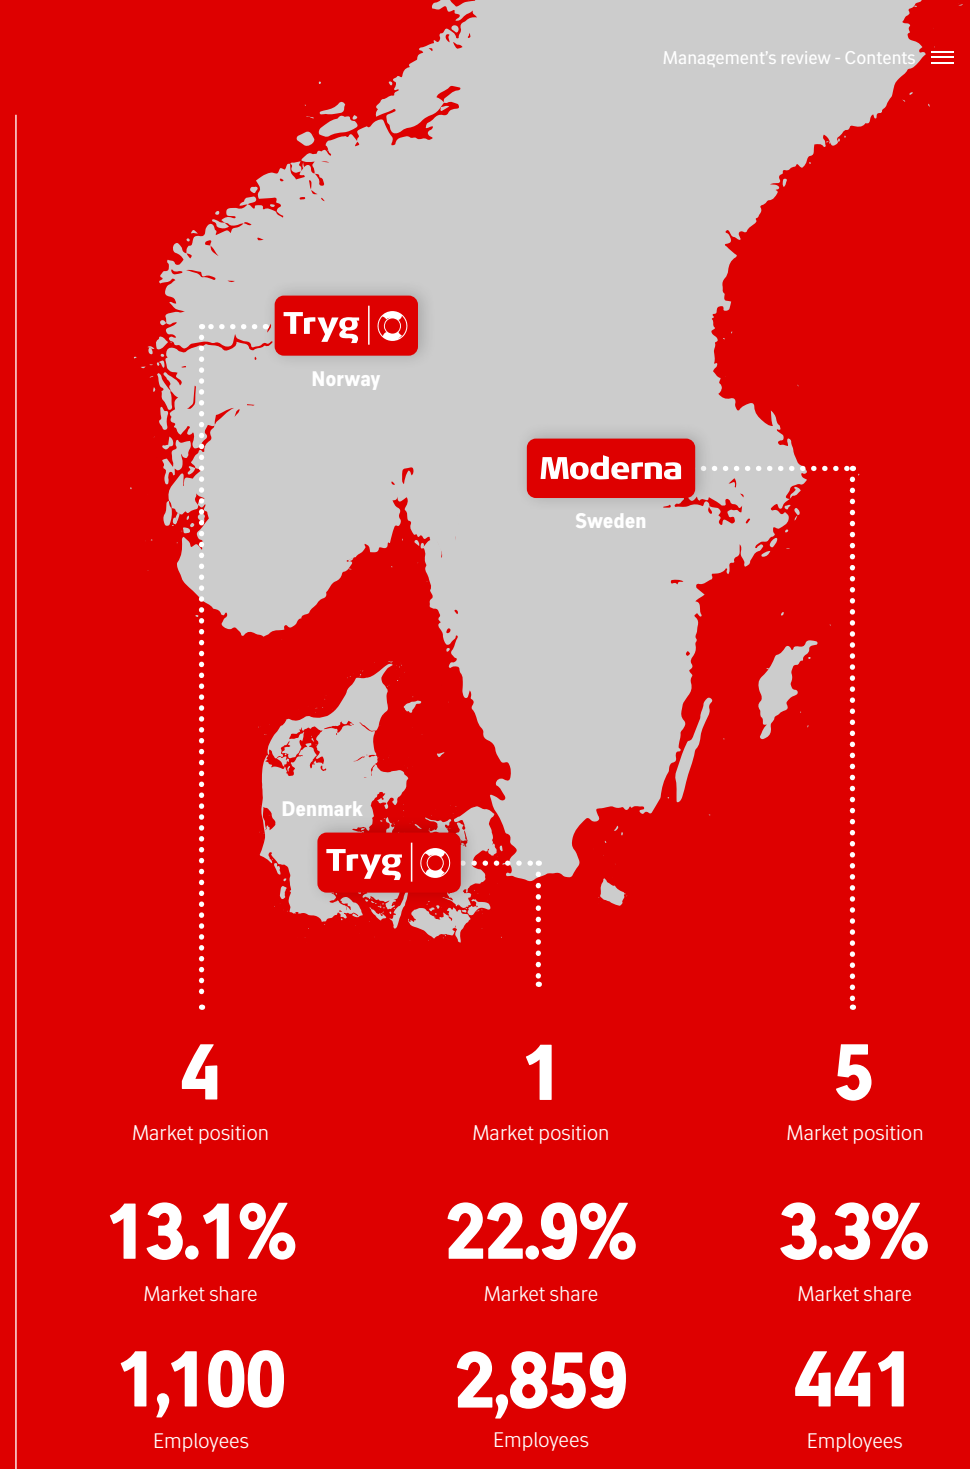 Management's review - Contents
Tryg
Norway
Moderna
Sweden
Denmark
Tryg
4
Market position
13.1%
Market share
1,100
Employees
1
Market position
22.9%
Market share
2,859
Employees
5
Market position
3.3%
Market share
441
Employees